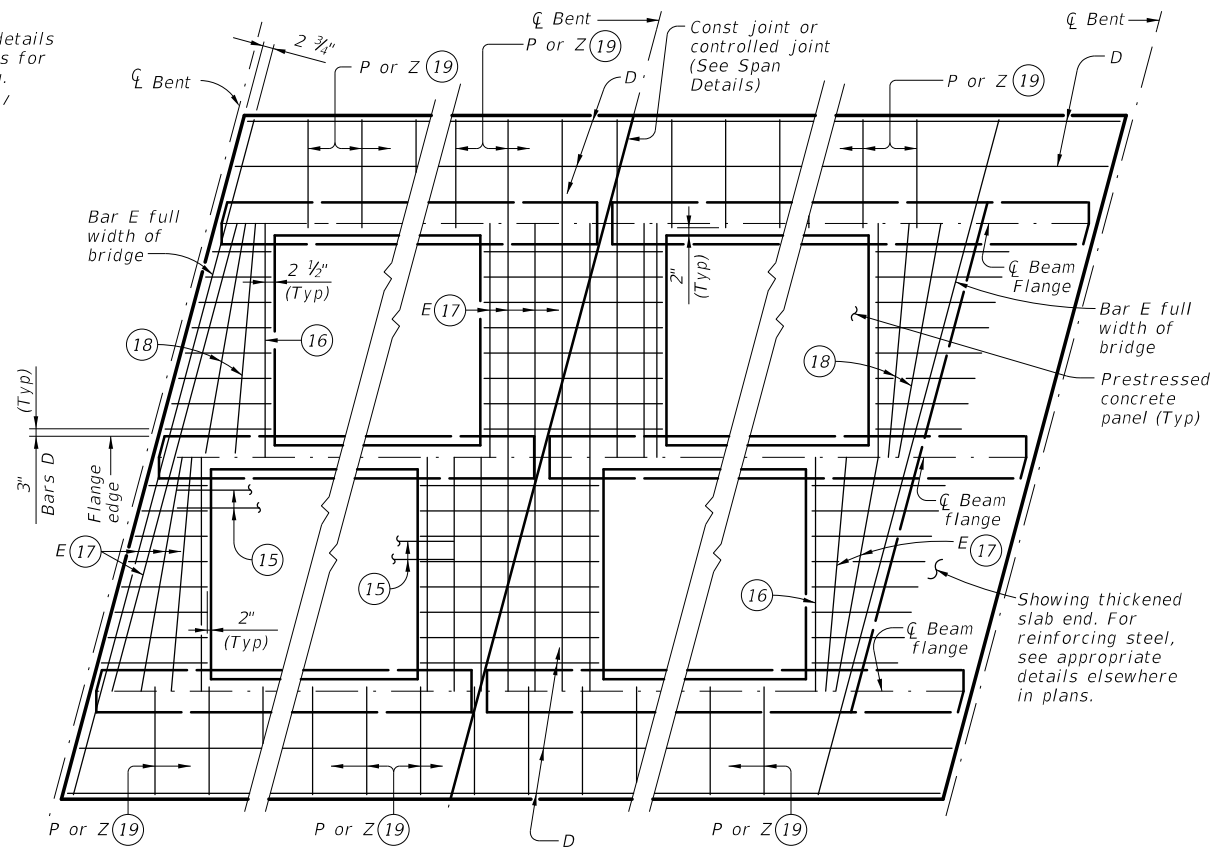 details
s for
.
y
2 ¾"
℄ Bent
P or Z 19
℄ Bent
P or Z 19
D
Const joint or
controlled joint
(See Span
Details)
℄ Bent
D
P or Z 19
Bar E full
width of
bridge
2 ½"
(Typ)
2"
(Typ)
℄ Beam
Flange
E 17
Bar E full
width of
bridge
18
16
18
Prestressed
concrete
panel (Typ)
(Typ)
3"
Bars D
Flange
edge
℄ Beam
flange
E 17
15
15
E 17
16
2"
(Typ)
℄ Beam
flange
Showing thickened
slab end. For
reinforcing steel,
see appropriate
details elsewhere
in plans.
P or Z 19
P or Z 19
D
P or Z 19